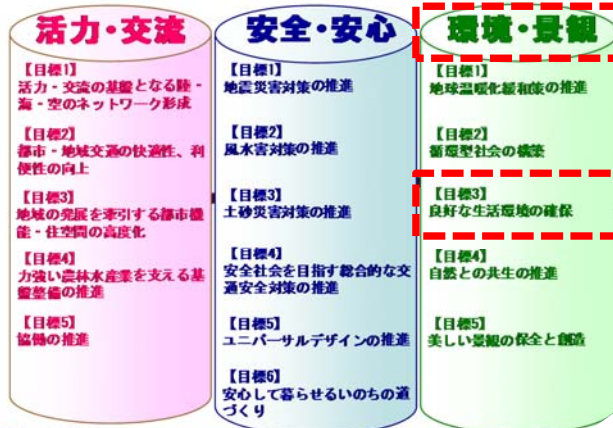 活力・交流
【目標1】
活力・交流の基盤となる陸・
海・空のネットワーク形成
【目標2】
都市・地域交通の快適性、利
便性の向上
【目標3】
地域の発展を牽引する都市機
能・住空間の高度化
【目標4】
力強い農林水産業を支える基
盤整備の推進
【目標5】
協働の推進
安全・安心
【目標1】
地震災害対策の推進
【目標2】
風水害対策の推進
【目標3】
土砂災害対策の推進
【目標4】
安全社会を目指す総合的な交
通安全対策の推進
【目標5】
ユニバーサルデザインの推進
【目標6】
安心して暮らせるいのちの道
づくり
環境・景観
【目標1】
地球温暖化緩和策の推進
【目標2】
循環型社会の構築
【目標3】
良好な生活環境の確保
【目標4】
自然との共生の推進
【目標5】
美しい景観の保全と創造